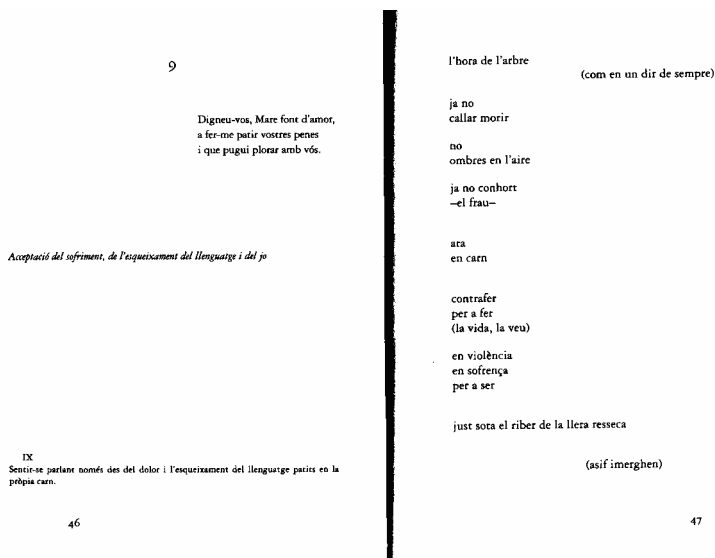 9
Digneu-vos, Mare font d'amor,
a fer-me patir vostres penes
i que pugui plorar amb vós.
Acceptació del sofriment, de l'esqueixament del llenguatge i del jo
IX
Sentir-se parlant només des del dolor i l'esqueixament del llenguatge patits en la
pròpia carn.
46
l'hora de l'arbre
(com en un dir de sempre)
ja no
callar morir
no
ombres en l'aire
ja no conhort
–el frau–
ara
en carn
contrafer
per a fer
(la vida, la veu)
en violència
en sofrença
per a ser
just sota el riber de la llera resseca
(asif imerghen)
47